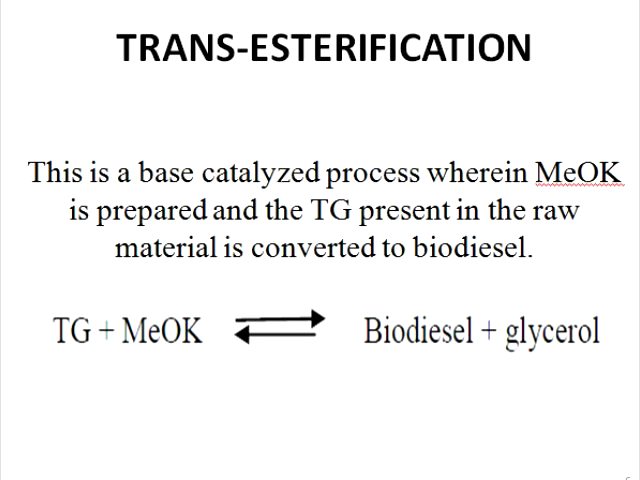 TRANS-ESTERIFICATION
This is a base catalyzed process wherein MeOK
is prepared and the TG present in the raw
material is converted to biodiesel.
TG + MeOK ⇌ Biodiesel + glycerol